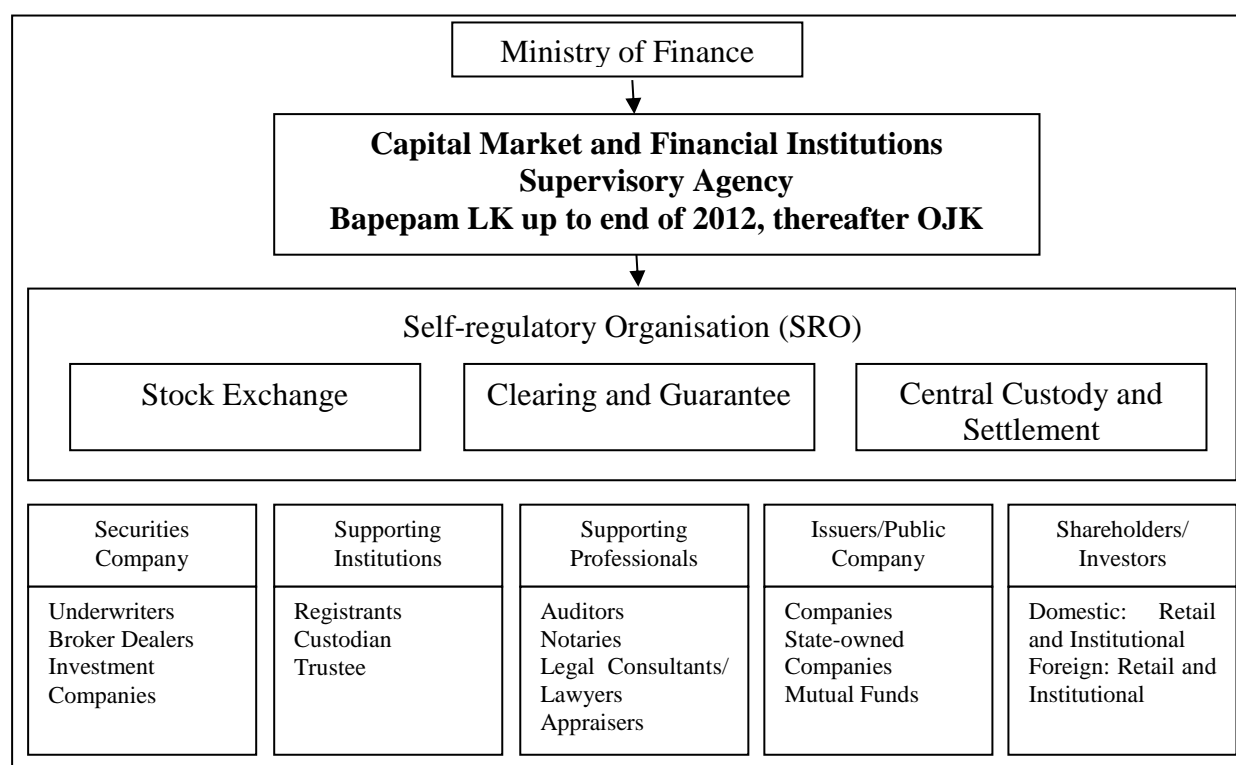 Ministry of Finance
Capital Market and Financial Institutions
Supervisory Agency
Bapepam LK up to end of 2012, thereafter OJK
Self-regulatory Organisation (SRO)
Stock Exchange
Clearing and Guarantee
Central Custody and
Settlement
Securities
Company
Underwriters
Broker Dealers
Investment
Companies
Supporting
Institutions
Registrants
Custodian
Trustee
Supporting
Professionals
Auditors
Notaries
Legal Consultants/
Lawyers
Appraisers
Issuers/Public
Company
Companies
State-owned
Companies
Mutual Funds
Shareholders/
Investors
Domestic: Retail
and Institutional
Foreign: Retail and
Institutional